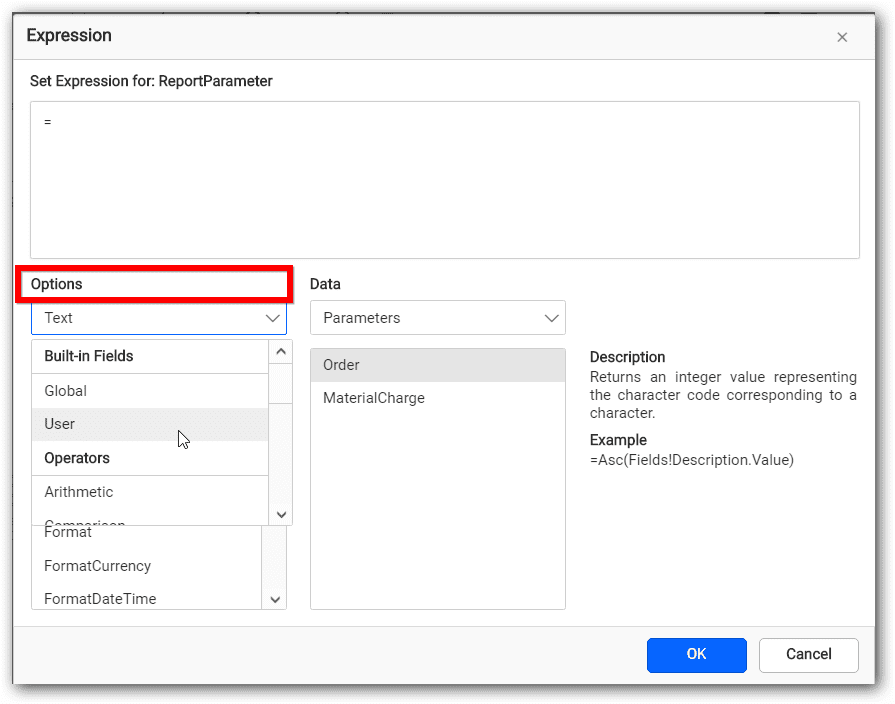 Expression
Set Expression for: ReportParameter
=
Options
Text
Built-in Fields
Global
User
Operators
Arithmetic
Comparison
Format
FormatCurrency
FormatDateTime
Data
Parameters
Order
MaterialCharge
Description
Returns an integer value representing
the character code corresponding to a
character.
Example
=Asc(Fields!Description.Value)
OK
Cancel